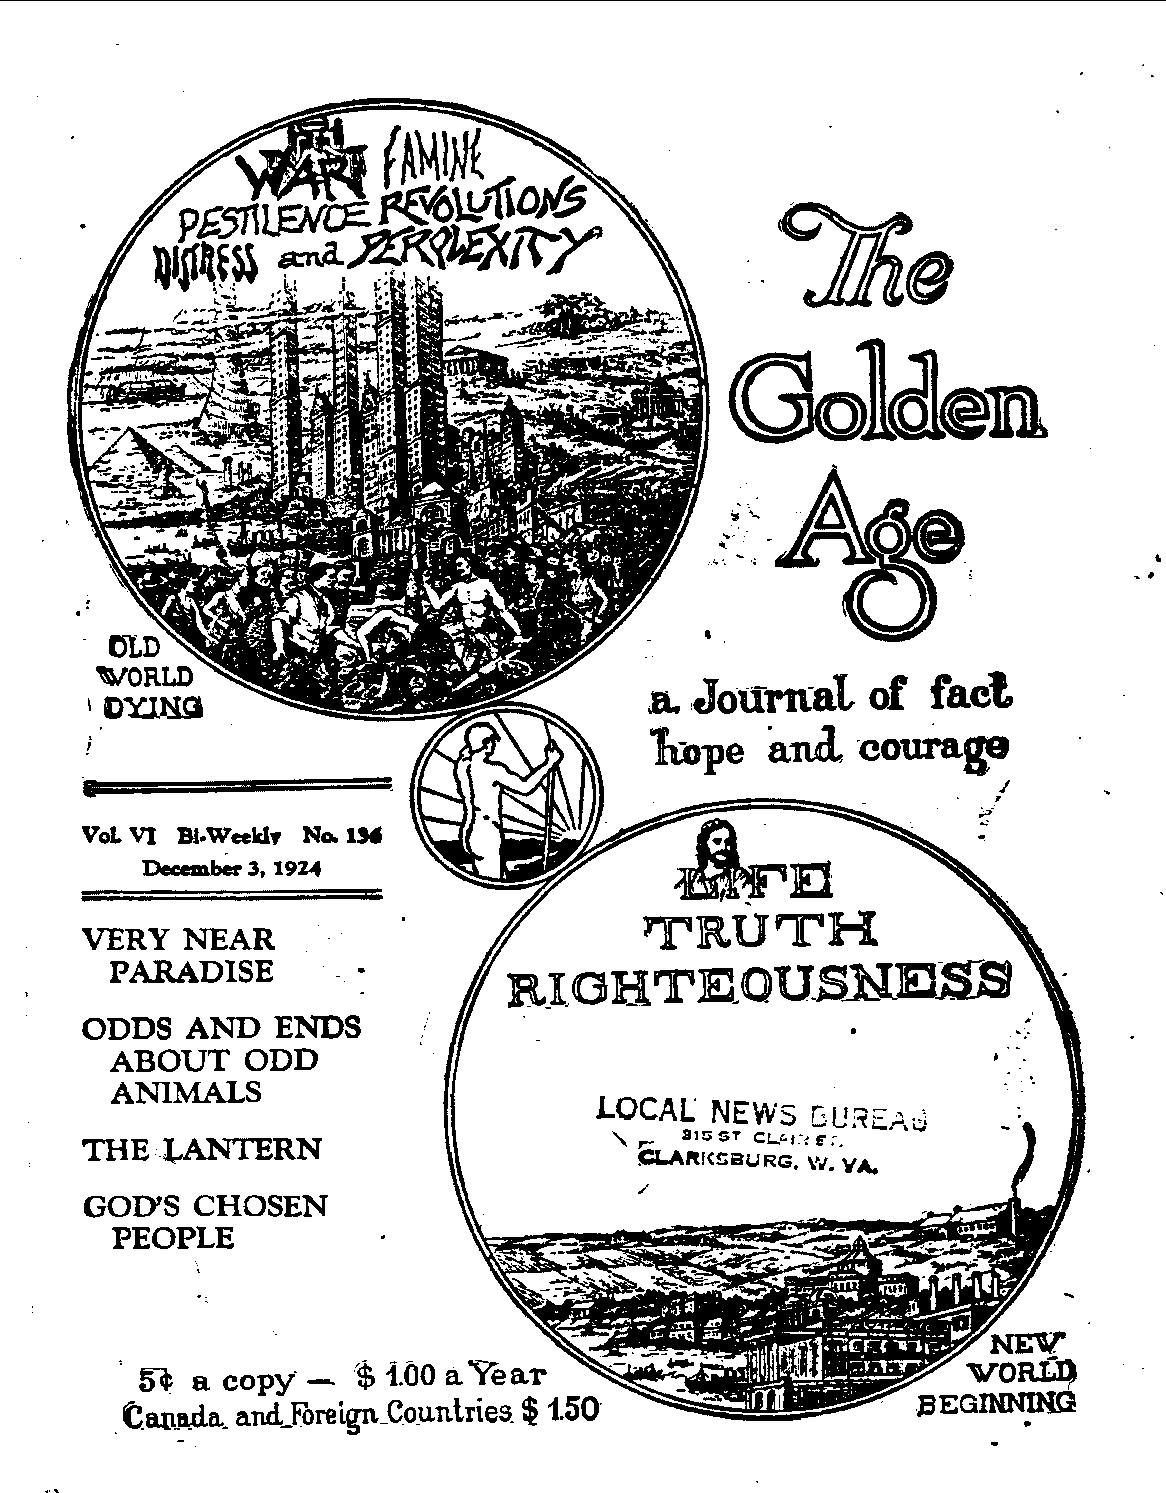 WAR FAMINE
PESTILENCE REVOLUTIONS
DISTRESS and PERPLEXITY
The
Golden
Age
OLD
WORLD
DYING
a Journal of fact
hope and courage
Vol. VI Bi-Weekly No. 136
December 3, 1924
VERY NEAR
PARADISE
ODDS AND ENDS
ABOUT ODD
ANIMALS
THE LANTERN
GOD'S CHOSEN
PEOPLE
LIFE
TRUTH
RIGHTEOUSNESS
LOCAL NEWS BUREAU
315 ST
CLARKSBURG, W. VA.
NEW
WORLD
BEGINNING
5¢ a copy — $ 1.00 a Year
Canada and Foreign Countries $ 1.50